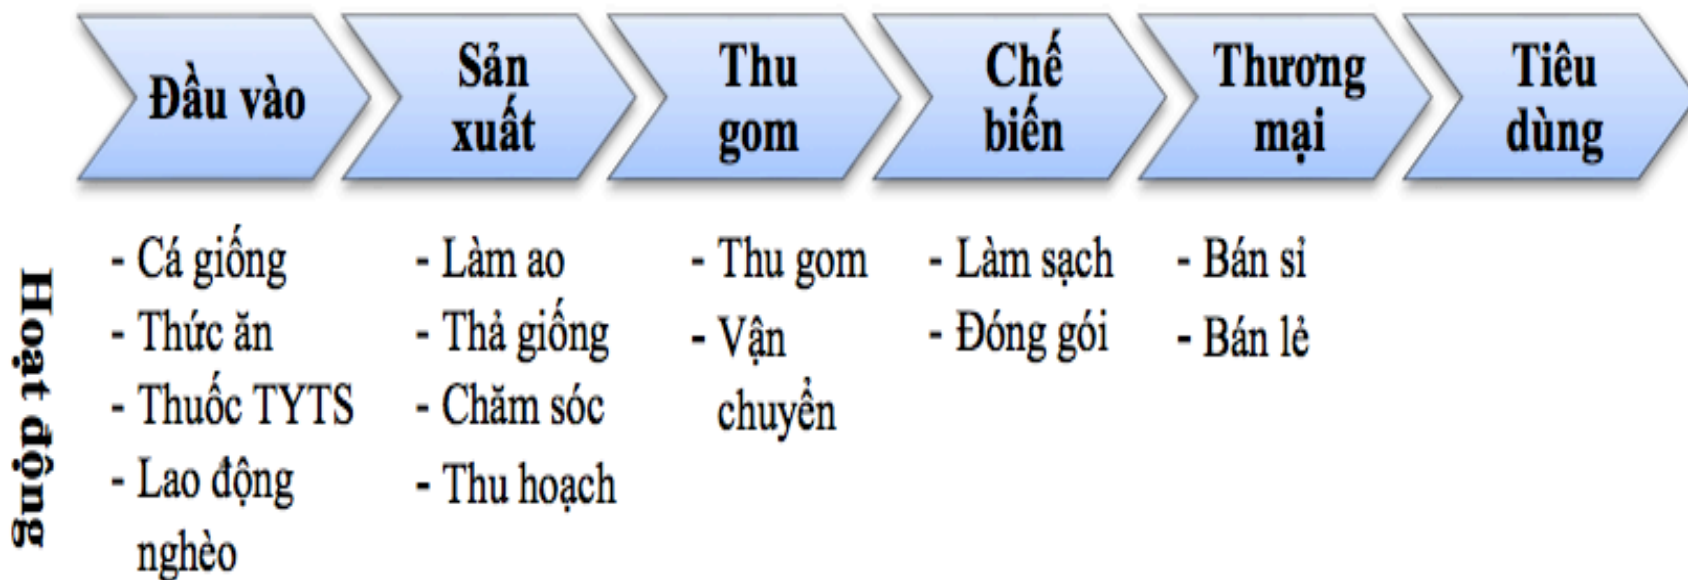 Đầu vào
Sản
xuất
Thu
gom
Chế
biến
Thương
mại
Tiêu
dùng
Hoạt động
- Cá giống
- Thức ăn
- Thuốc TYTS
- Lao động
nghèo
- Làm ao
- Thả giống
- Chăm sóc
- Thu hoạch
- Thu gom
- Vận
chuyển
- Làm sạch
- Đóng gói
- Bán sỉ
- Bán lẻ